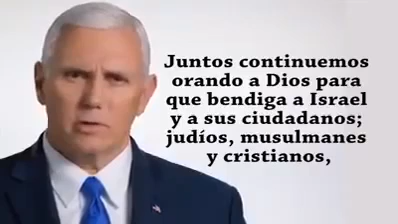 Juntos continuemos
orando a Dios para
que bendiga a Israel
y a sus ciudadanos;
judíos, musulmanes
y cristianos,